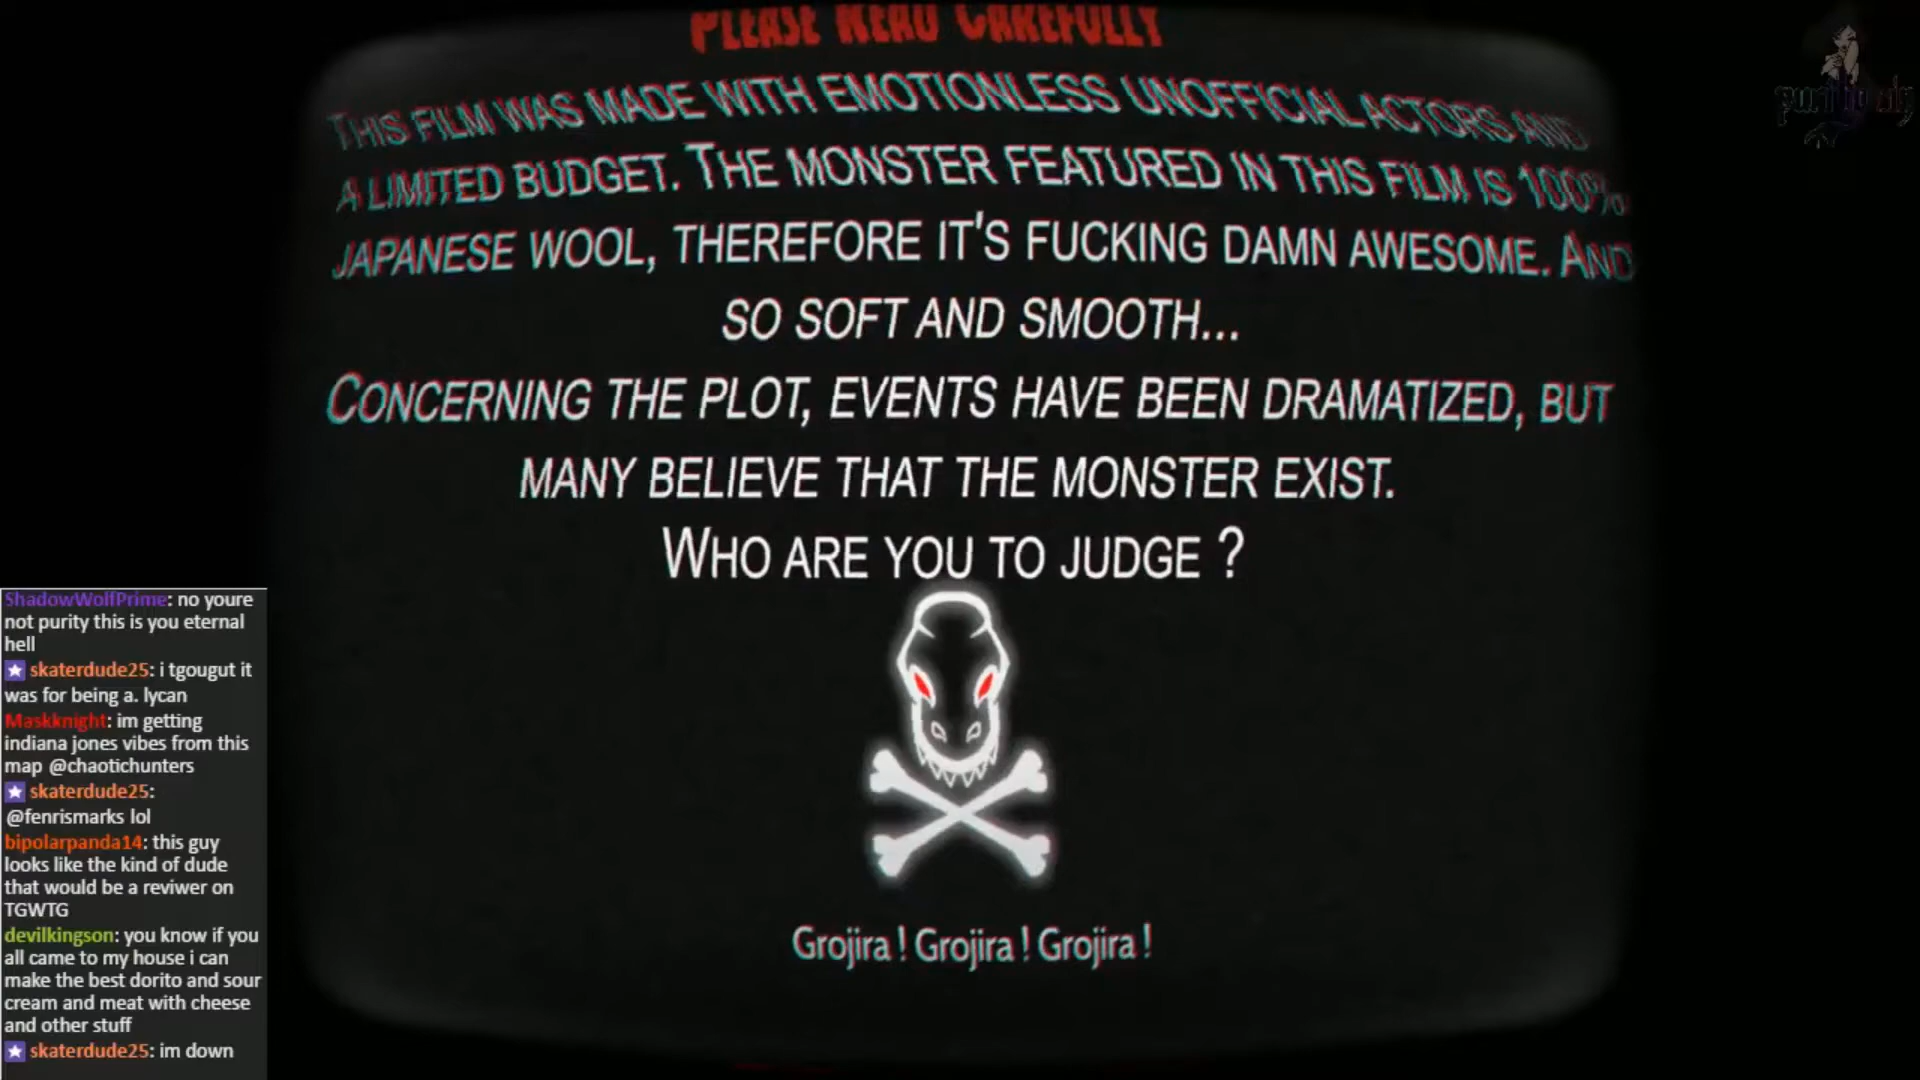 PLEASE READ CAREFULLY
THIS FILM WAS MADE WITH EMOTIONLESS UNOFFICIAL ACTORS AND
A LIMITED BUDGET. THE MONSTER FEATURED IN THIS FILM IS 100%
JAPANESE WOOL, THEREFORE IT'S FUCKING DAMN AWESOME. AND
SO SOFT AND SMOOTH...
CONCERNING THE PLOT, EVENTS HAVE BEEN DRAMATIZED, BUT
MANY BELIEVE THAT THE MONSTER EXIST.
WHO ARE YOU TO JUDGE ?
Grojira ! Grojira ! Grojira !
ShadowWolfPrime: no youre
not purity this is you eternal
hell
skaterdude25: i tgougut it
was for being a. lycan
Maskknight: im getting
indiana jones vibes from this
map @chaotichunters
skaterdude25:
@fenrismarks lol
bipolarpanda14: this guy
looks like the kind of dude
that would be a reviwer on
TGWTG
devilkingson: you know if you
all came to my house i can
make the best dorito and sour
cream and meat with cheese
and other stuff
skaterdude25: im down